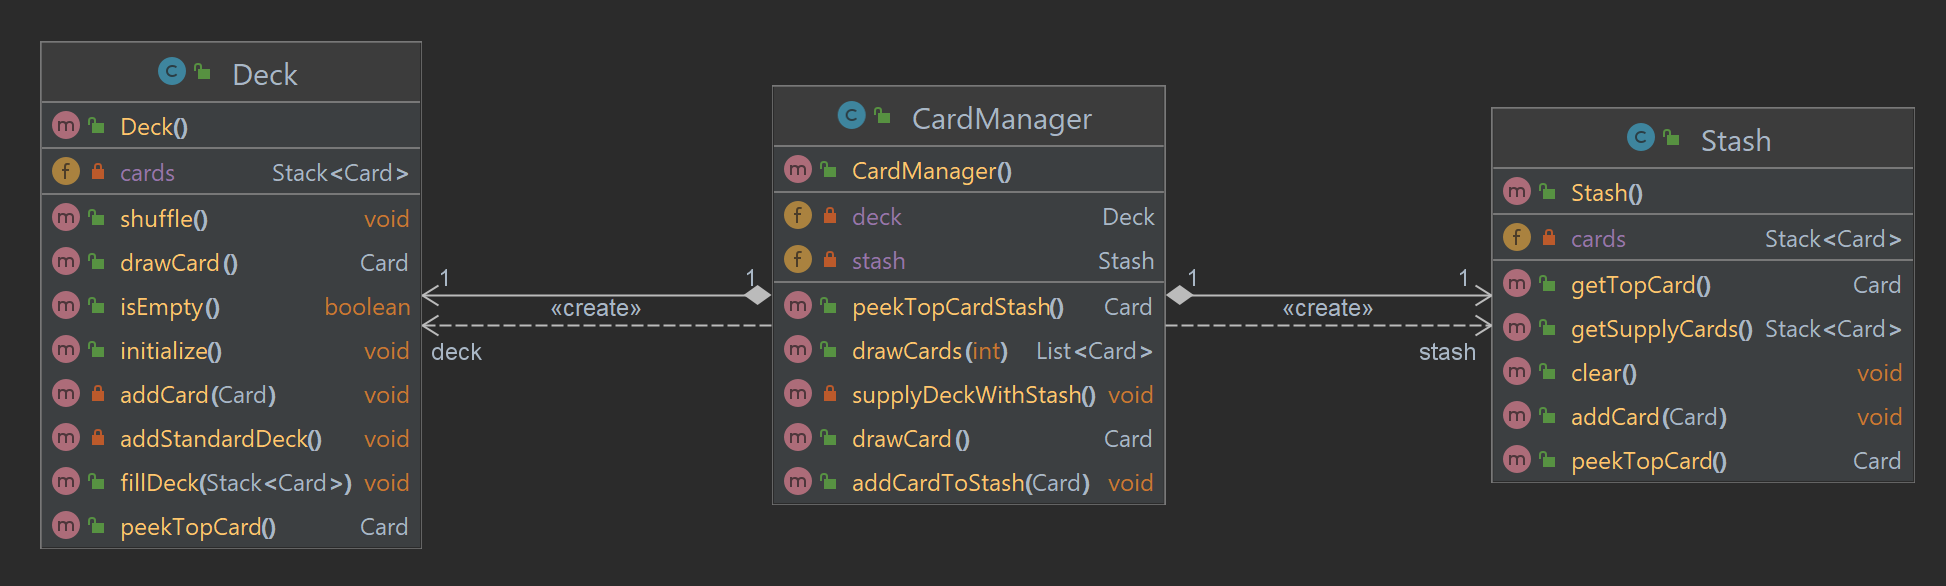 Deck
Deck()
cards Stack<Card>
shuffle() void
drawCard() Card
isEmpty() boolean
initialize() void
addCard(Card) void
addStandardDeck() void
fillDeck(Stack<Card>) void
peekTopCard() Card
1 1
«create»
deck
CardManager
CardManager()
deck Deck
stash Stash
peekTopCardStash() Card
drawCards(int) List<Card>
supplyDeckWithStash() void
drawCard() Card
addCardToStash(Card) void
1 1
«create»
stash
Stash
Stash()
cards Stack<Card>
getTopCard() Card
getSupplyCards() Stack<Card>
clear() void
addCard(Card) void
peekTopCard() Card